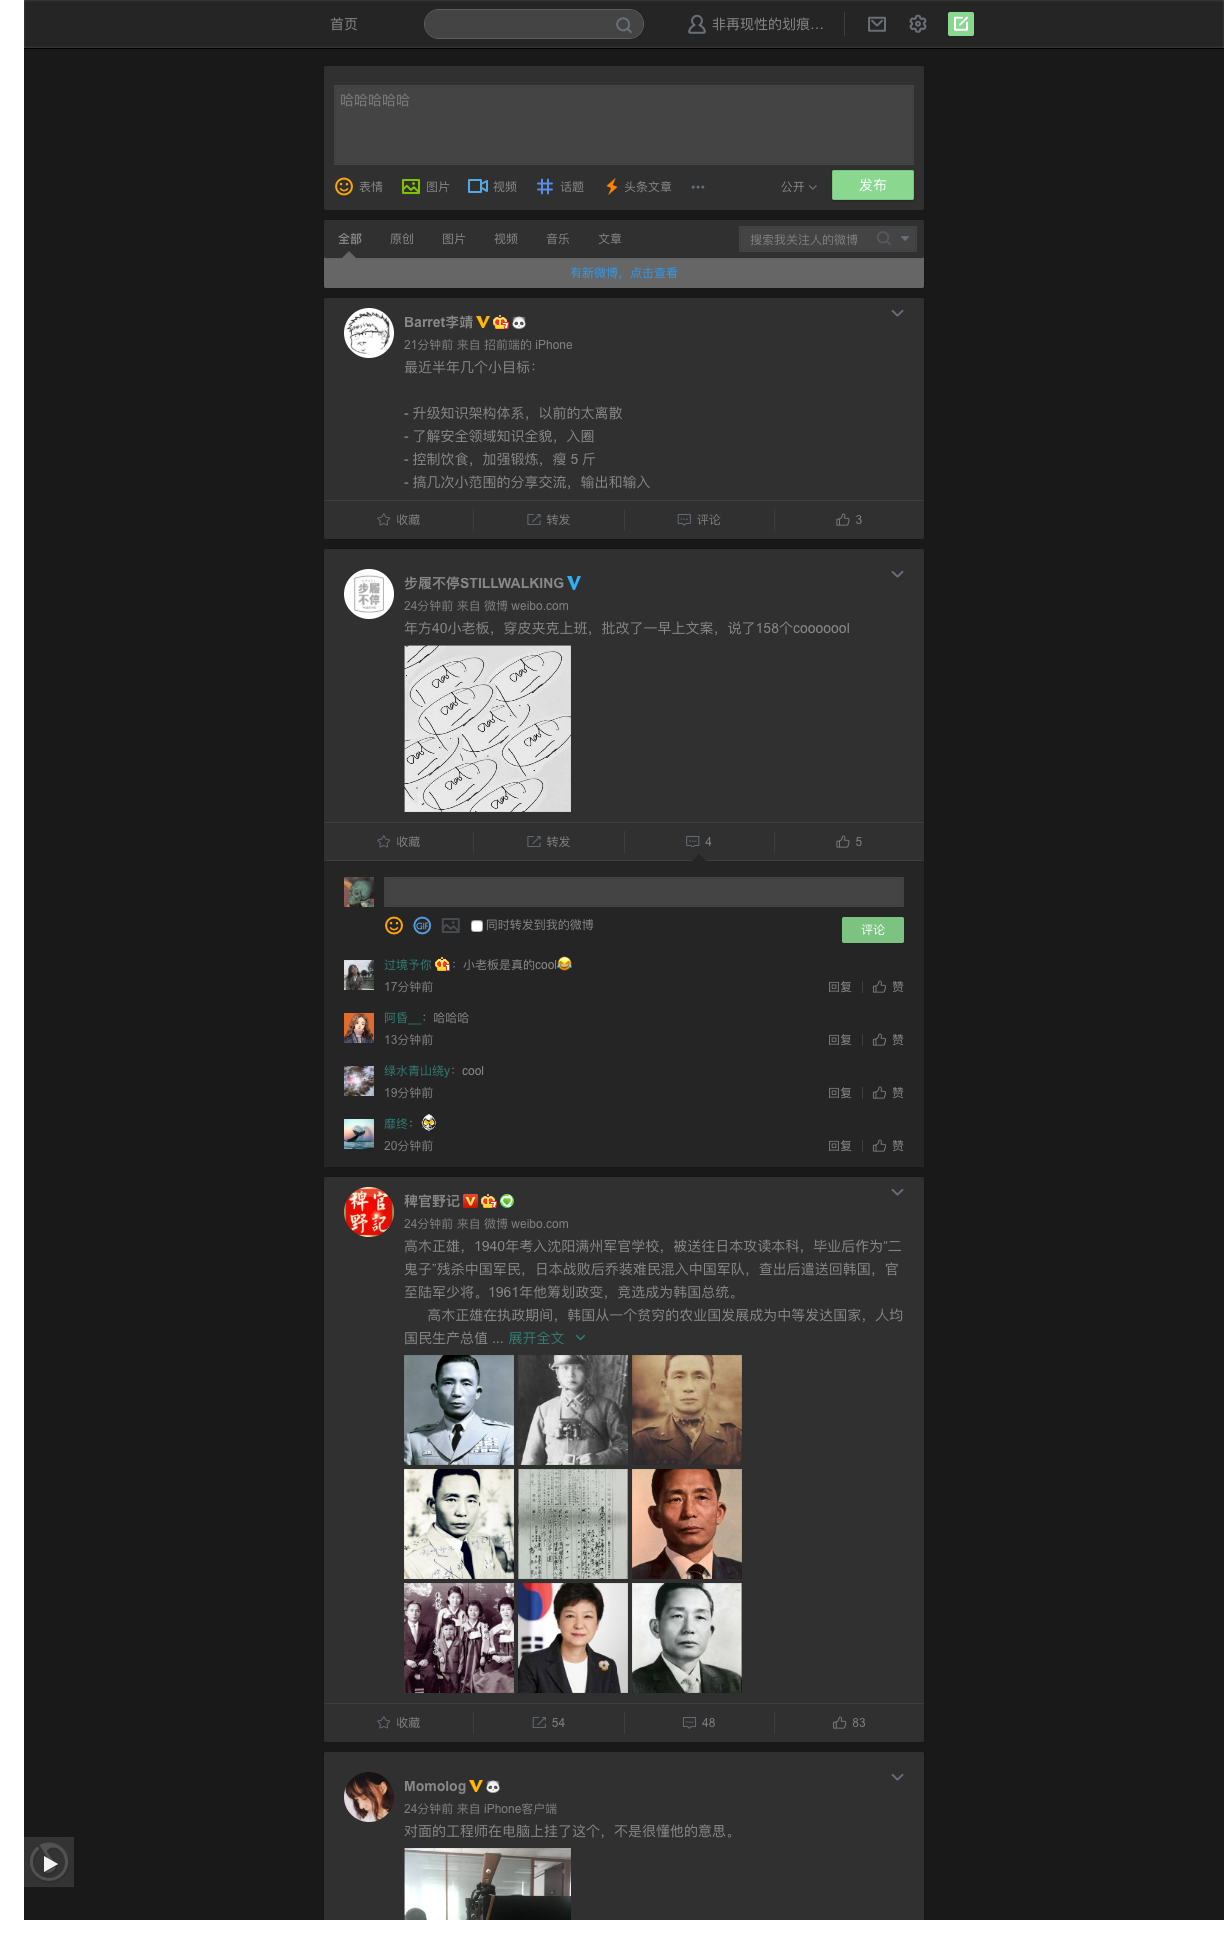 首页
非再现性的划痕...
哈哈哈哈哈
表情 图片 视频 话题 头条文章 ... 公开 发布
全部 原创 图片 视频 音乐 文章 搜索我关注人的微博
有新微博，点击查看
Barret李靖
21分钟前 来自 招前端的 iPhone
最近半年几个小目标：
- 升级知识架构体系，以前的太离散
- 了解安全领域知识全貌，入圈
- 控制饮食，加强锻炼，瘦 5 斤
- 搞几次小范围的分享交流，输出和输入
收藏 转发 评论 3
步履不停
步履不停STILLWALKING
24分钟前 来自 微博 weibo.com
年方40小老板，穿皮夹克上班，批改了一早上文案，说了158个cooooool
收藏 转发 4 5
GIF 同时转发到我的微博 评论
过境予你：小老板是真的cool
17分钟前 回复 赞
阿昏__：哈哈哈
13分钟前 回复 赞
绿水青山绕y：cool
19分钟前 回复 赞
靡终：
20分钟前 回复 赞
稗官野記
稗官野记
24分钟前 来自 微博 weibo.com
高木正雄，1940年考入沈阳满州军官学校，被送往日本攻读本科，毕业后作为“二
鬼子”残杀中国军民，日本战败后乔装难民混入中国军队，查出后遣送回韩国，官
至陆军少将。1961年他筹划政变，竞选成为韩国总统。
高木正雄在执政期间，韩国从一个贫穷的农业国发展成为中等发达国家，人均
国民生产总值 ... 展开全文
收藏 54 48 83
Momolog
24分钟前 来自 iPhone客户端
对面的工程师在电脑上挂了这个，不是很懂他的意思。